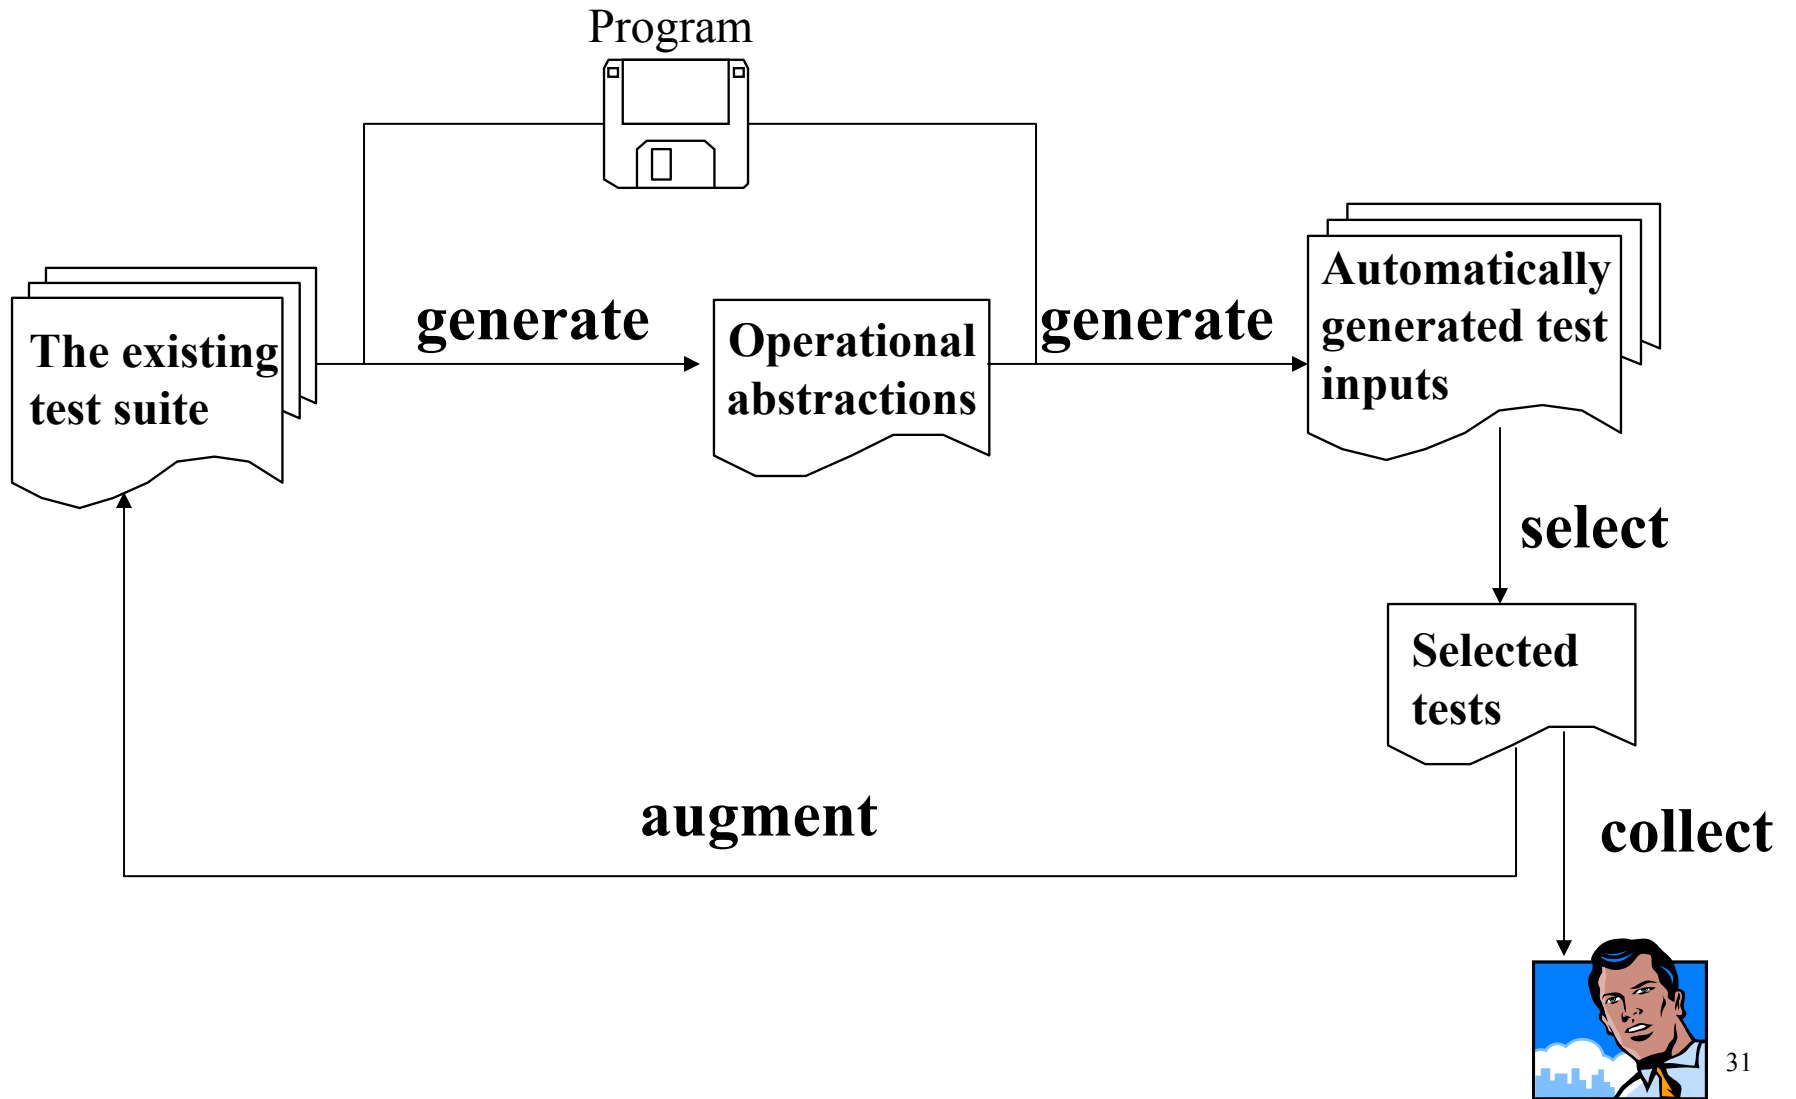 Program
The existing
test suite
generate
Operational
abstractions
generate
Automatically
generated test
inputs
select
Selected
tests
augment
collect
31